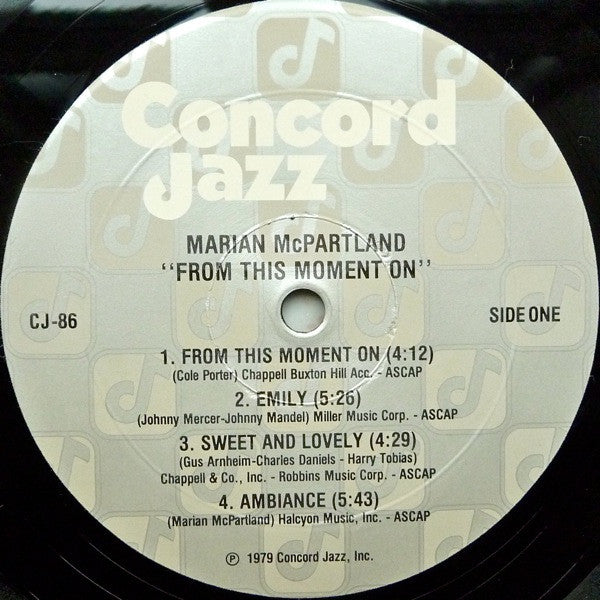 Concord
Jazz
MARIAN McPARTLAND
"FROM THIS MOMENT ON"
CJ-86
SIDE ONE
1. FROM THIS MOMENT ON (4:12)
(Cole Porter) Chappell Buxton Hill Acc. - ASCAP
2. EMILY (5:26)
(Johnny Mercer-Johnny Mandel) Miller Music Corp. - ASCAP
3. SWEET AND LOVELY (4:29)
(Gus Arnheim-Charles Daniels - Harry Tobias)
Chappell & Co., Inc. - Robbins Music Corp. - ASCAP
4. AMBIANCE (5:43)
(Marian McPartland) Halcyon Music, Inc. - ASCAP
℗ 1979 Concord Jazz, Inc.